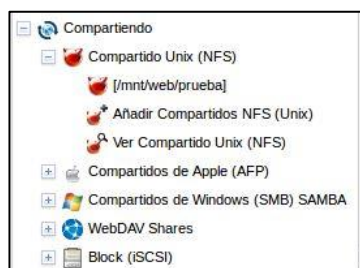 Compartiendo
Compartido Unix (NFS)
[/mnt/web/prueba]
Añadir Compartidos NFS (Unix)
Ver Compartido Unix (NFS)
Compartidos de Apple (AFP)
Compartidos de Windows (SMB) SAMBA
WebDAV Shares
Block (iSCSI)